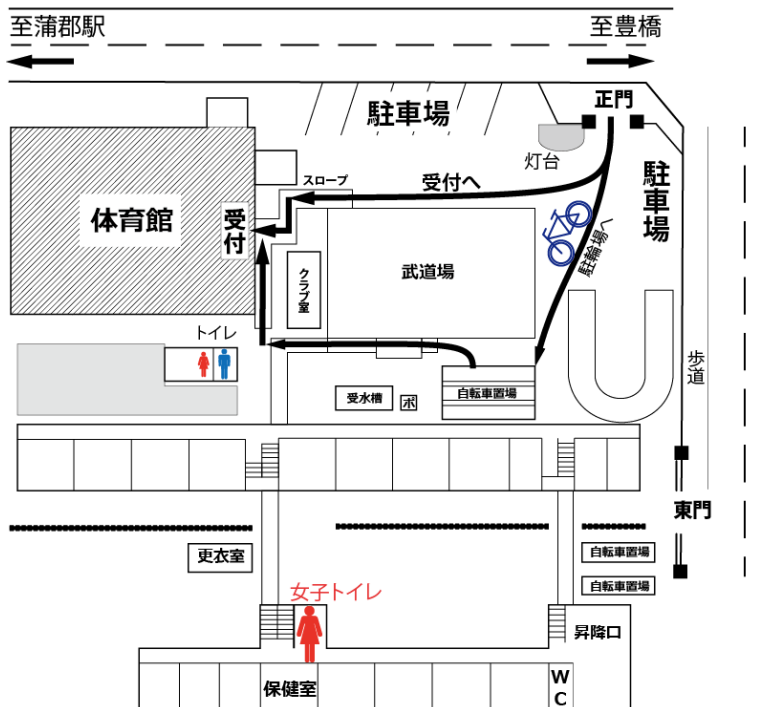 至蒲郡駅
至豊橋
正門
駐車場
灯台
駐車場
スロープ
受付へ
体育館
受付
駐輪場へ
武道場
クラブ室
トイレ
歩道
受水槽
ポ
自転車置場
東門
更衣室
自転車置場
自転車置場
女子トイレ
昇降口
保健室
WC